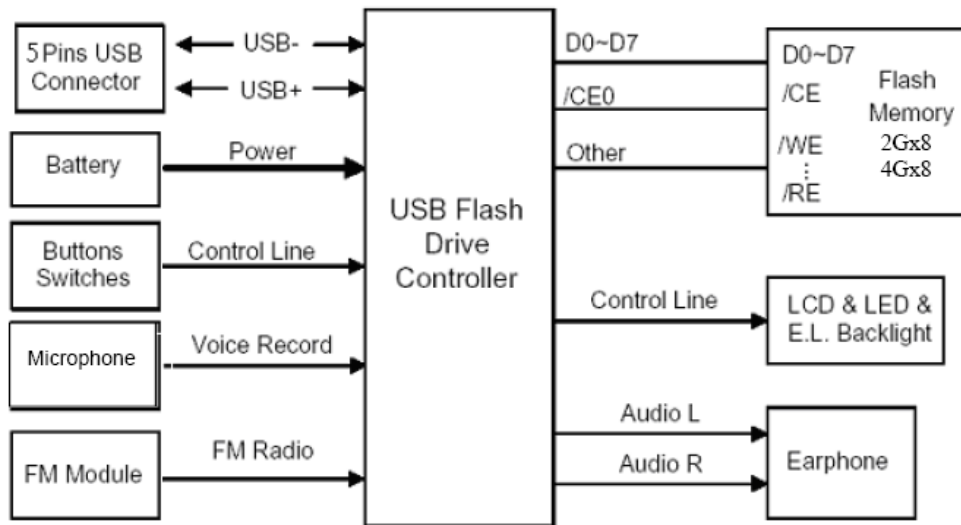 5Pins USB
Connector
USB-
USB+
Battery
Power
Buttons
Switches
Control Line
Microphone
Voice Record
FM Module
FM Radio
USB Flash
Drive
Controller
D0~D7
/CE0
Other
D0~D7
/CE
/WE
/RE
Flash
Memory
2Gx8
4Gx8
Control Line
LCD & LED &
E.L. Backlight
Audio L
Audio R
Earphone